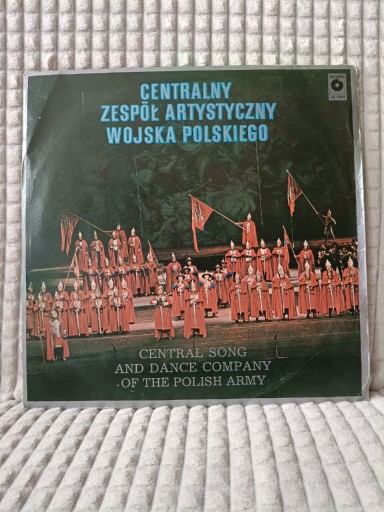 CENTRALNY
ZESPÓŁ ARTYSTYCZNY
WOJSKA POLSKIEGO
CENTRAL SONG
AND DANCE COMPANY
OF THE POLISH ARMY